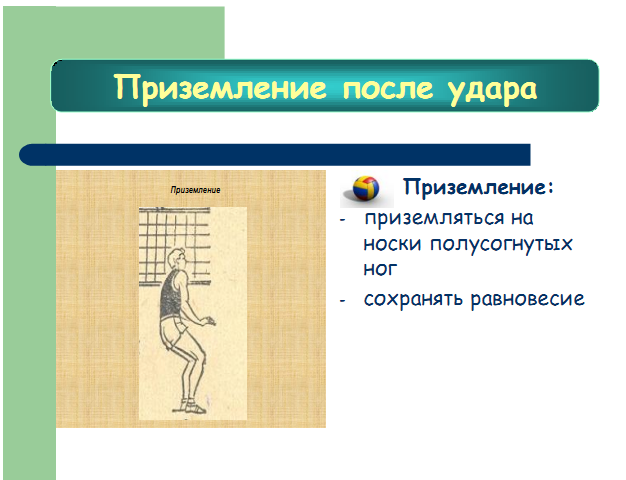 Приземление после удара
Приземление
Приземление:
- приземляться на
носки полусогнутых
ног
- сохранять равновесие